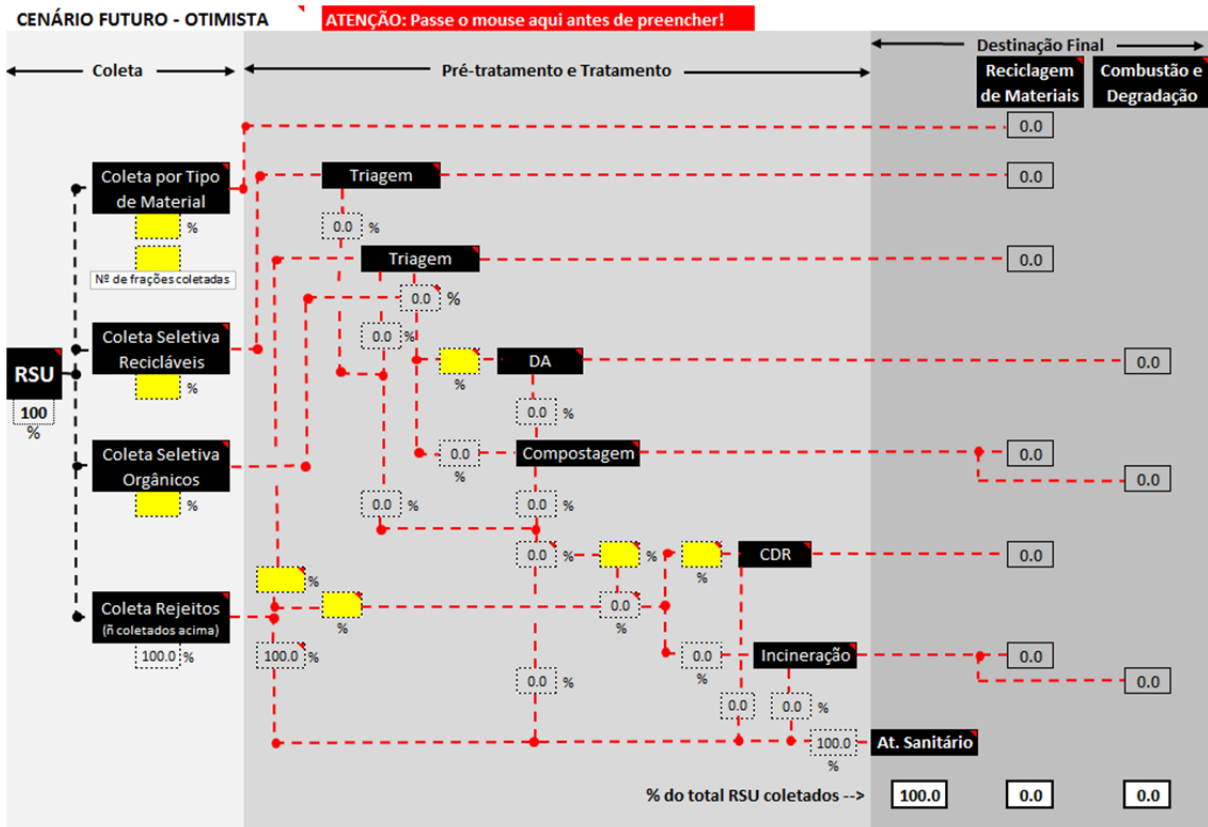 CENÁRIO FUTURO - OTIMISTA
ATENÇÃO: Passe o mouse aqui antes de preencher!
Coleta
Pré-tratamento e Tratamento
Destinação Final
Reciclagem
de Materiais
Combustão e
Degradação
0.0
Coleta por Tipo
de Material
%
Nº de frações coletadas
Triagem
0.0
0.0 %
Triagem
0.0
0.0 %
0.0 %
Coleta Seletiva
Recicláveis
%
RSU
100
%
%
DA
0.0
0.0 %
Coleta Seletiva
Orgânicos
%
0.0
%
Compostagem
0.0
0.0
0.0 %
0.0 %
0.0 %
%
%
CDR
0.0
%
%
0.0
%
Coleta Rejeitos
(ñ coletados acima)
100.0 %
100.0 %
0.0
%
Incineração
0.0
0.0
0.0 %
0.0
0.0 %
100.0
%
At. Sanitário
% do total RSU coletados -->
100.0
0.0
0.0